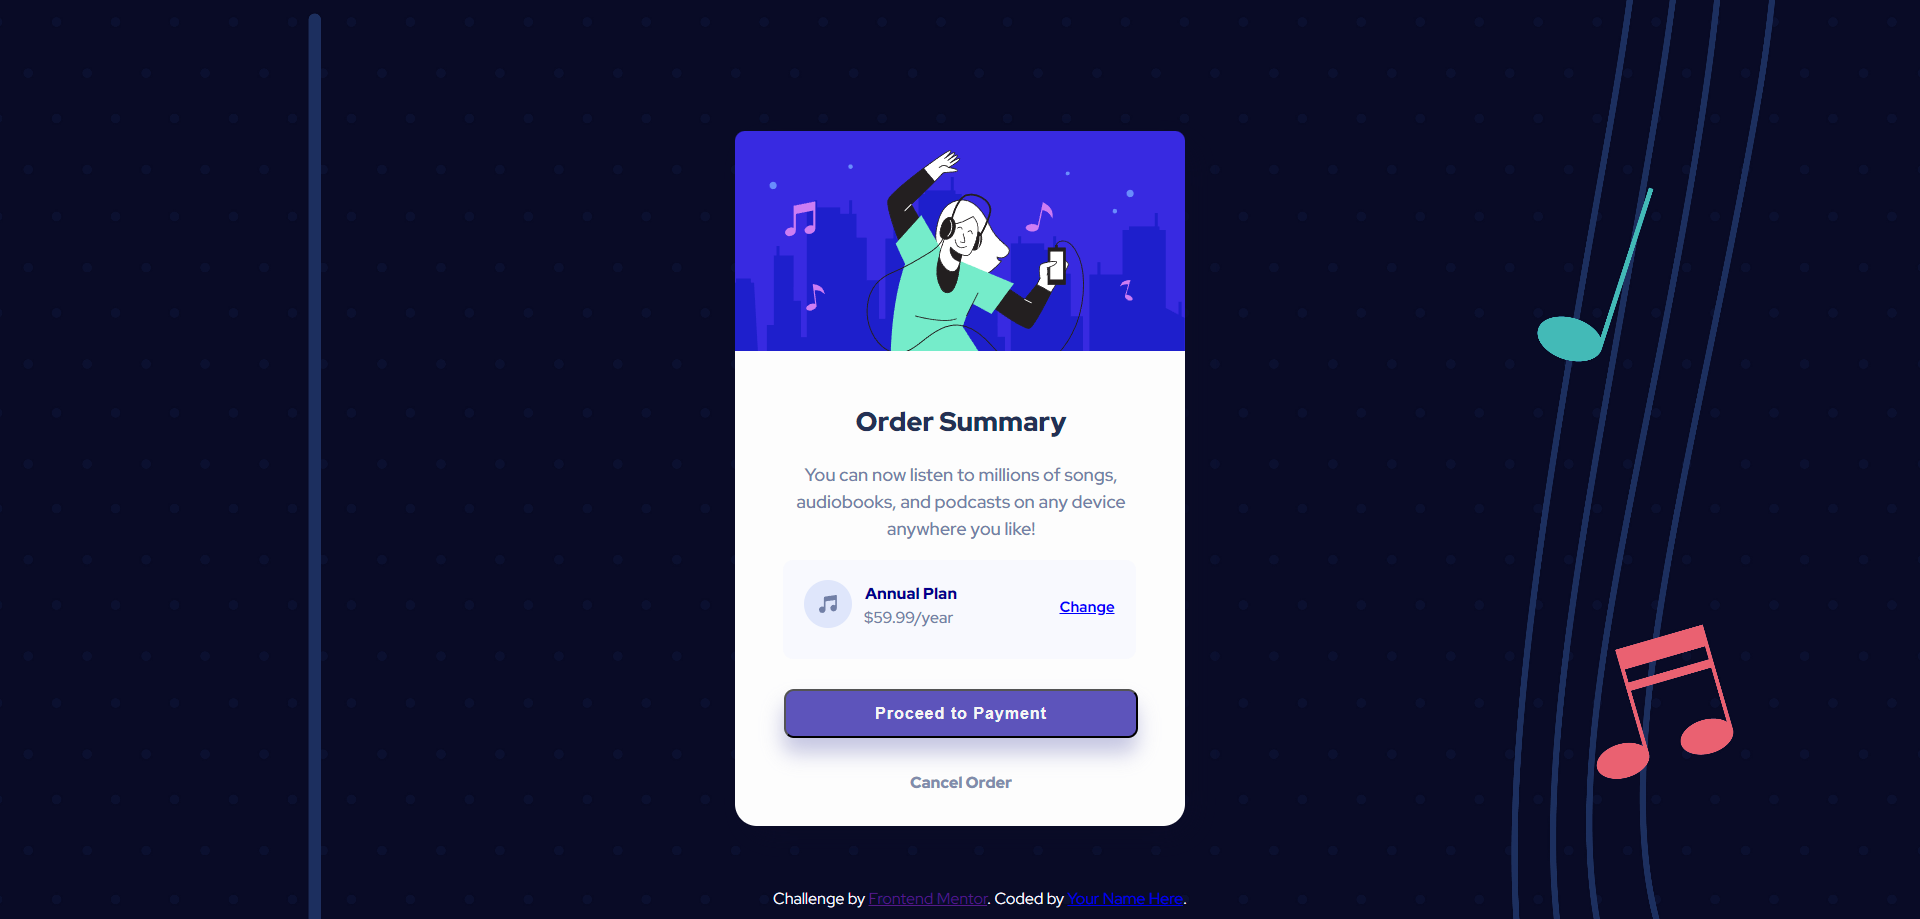 Order Summary
You can now listen to millions of songs,
audiobooks, and podcasts on any device
anywhere you like!
Annual Plan
$59.99/year
Change
Proceed to Payment
Cancel Order
Challenge by Frontend Mentor. Coded by Your Name Here.